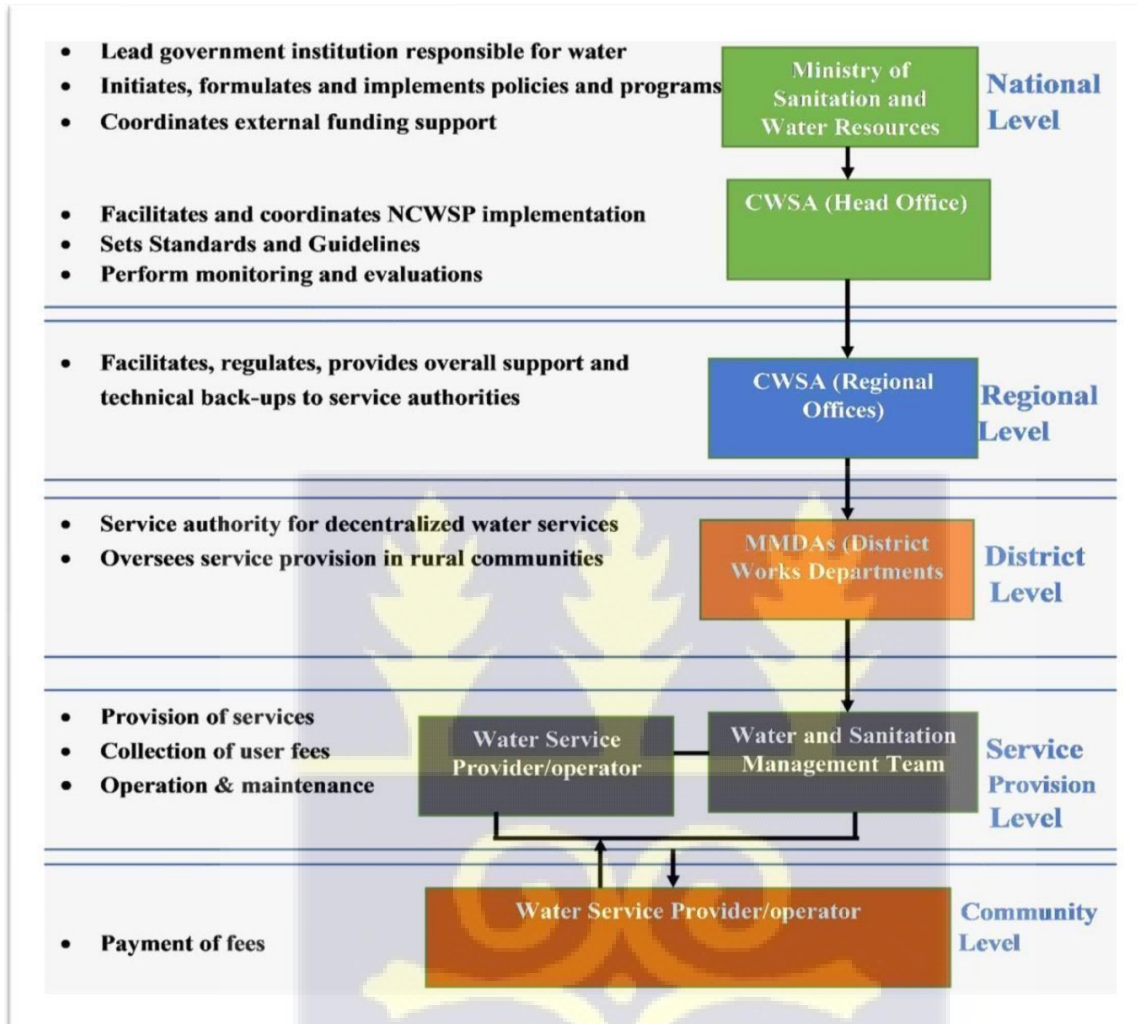 • Lead government institution responsible for water
• Initiates, formulates and implements policies and programs
• Coordinates external funding support
Ministry of
Sanitation and
Water Resources
National
Level
• Facilitates and coordinates NCWSP implementation
• Sets Standards and Guidelines
• Perform monitoring and evaluations
CWSA (Head Office)
• Facilitates, regulates, provides overall support and
technical back-ups to service authorities
CWSA (Regional
Offices)
Regional
Level
• Service authority for decentralized water services
• Oversees service provision in rural communities
MMDAs (District
Works Departments
District
Level
• Provision of services
• Collection of user fees
• Operation & maintenance
Water Service
Provider/operator
Water and Sanitation
Management Team
Service
Provision
Level
• Payment of fees
Water Service Provider/operator
Community
Level